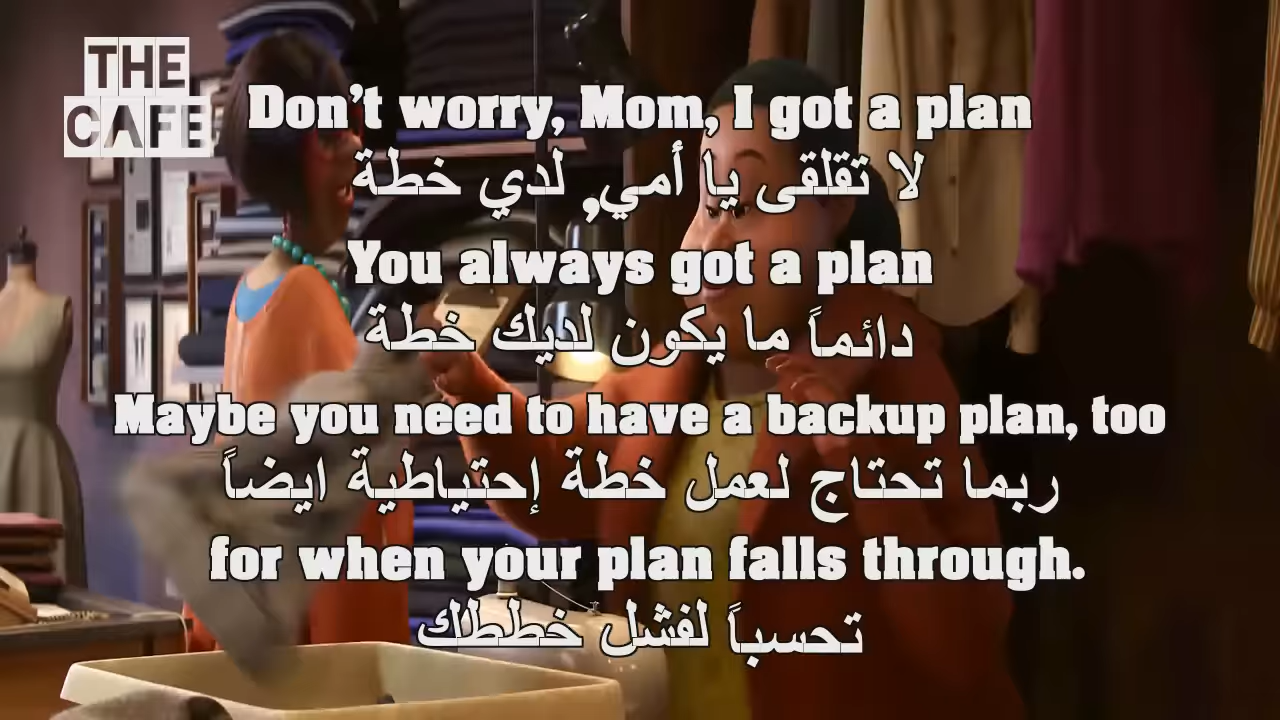 THE
CAFE
Don't worry, Mom, I got a plan
لا تقلقى يا أمي, لدي خطة
You always got a plan
دائماً ما يكون لديك خطة
Maybe you need to have a backup plan, too
ربما تحتاج لعمل خطة إحتياطية ايضاً
for when your plan falls through.
تحسباً لفشل خططك